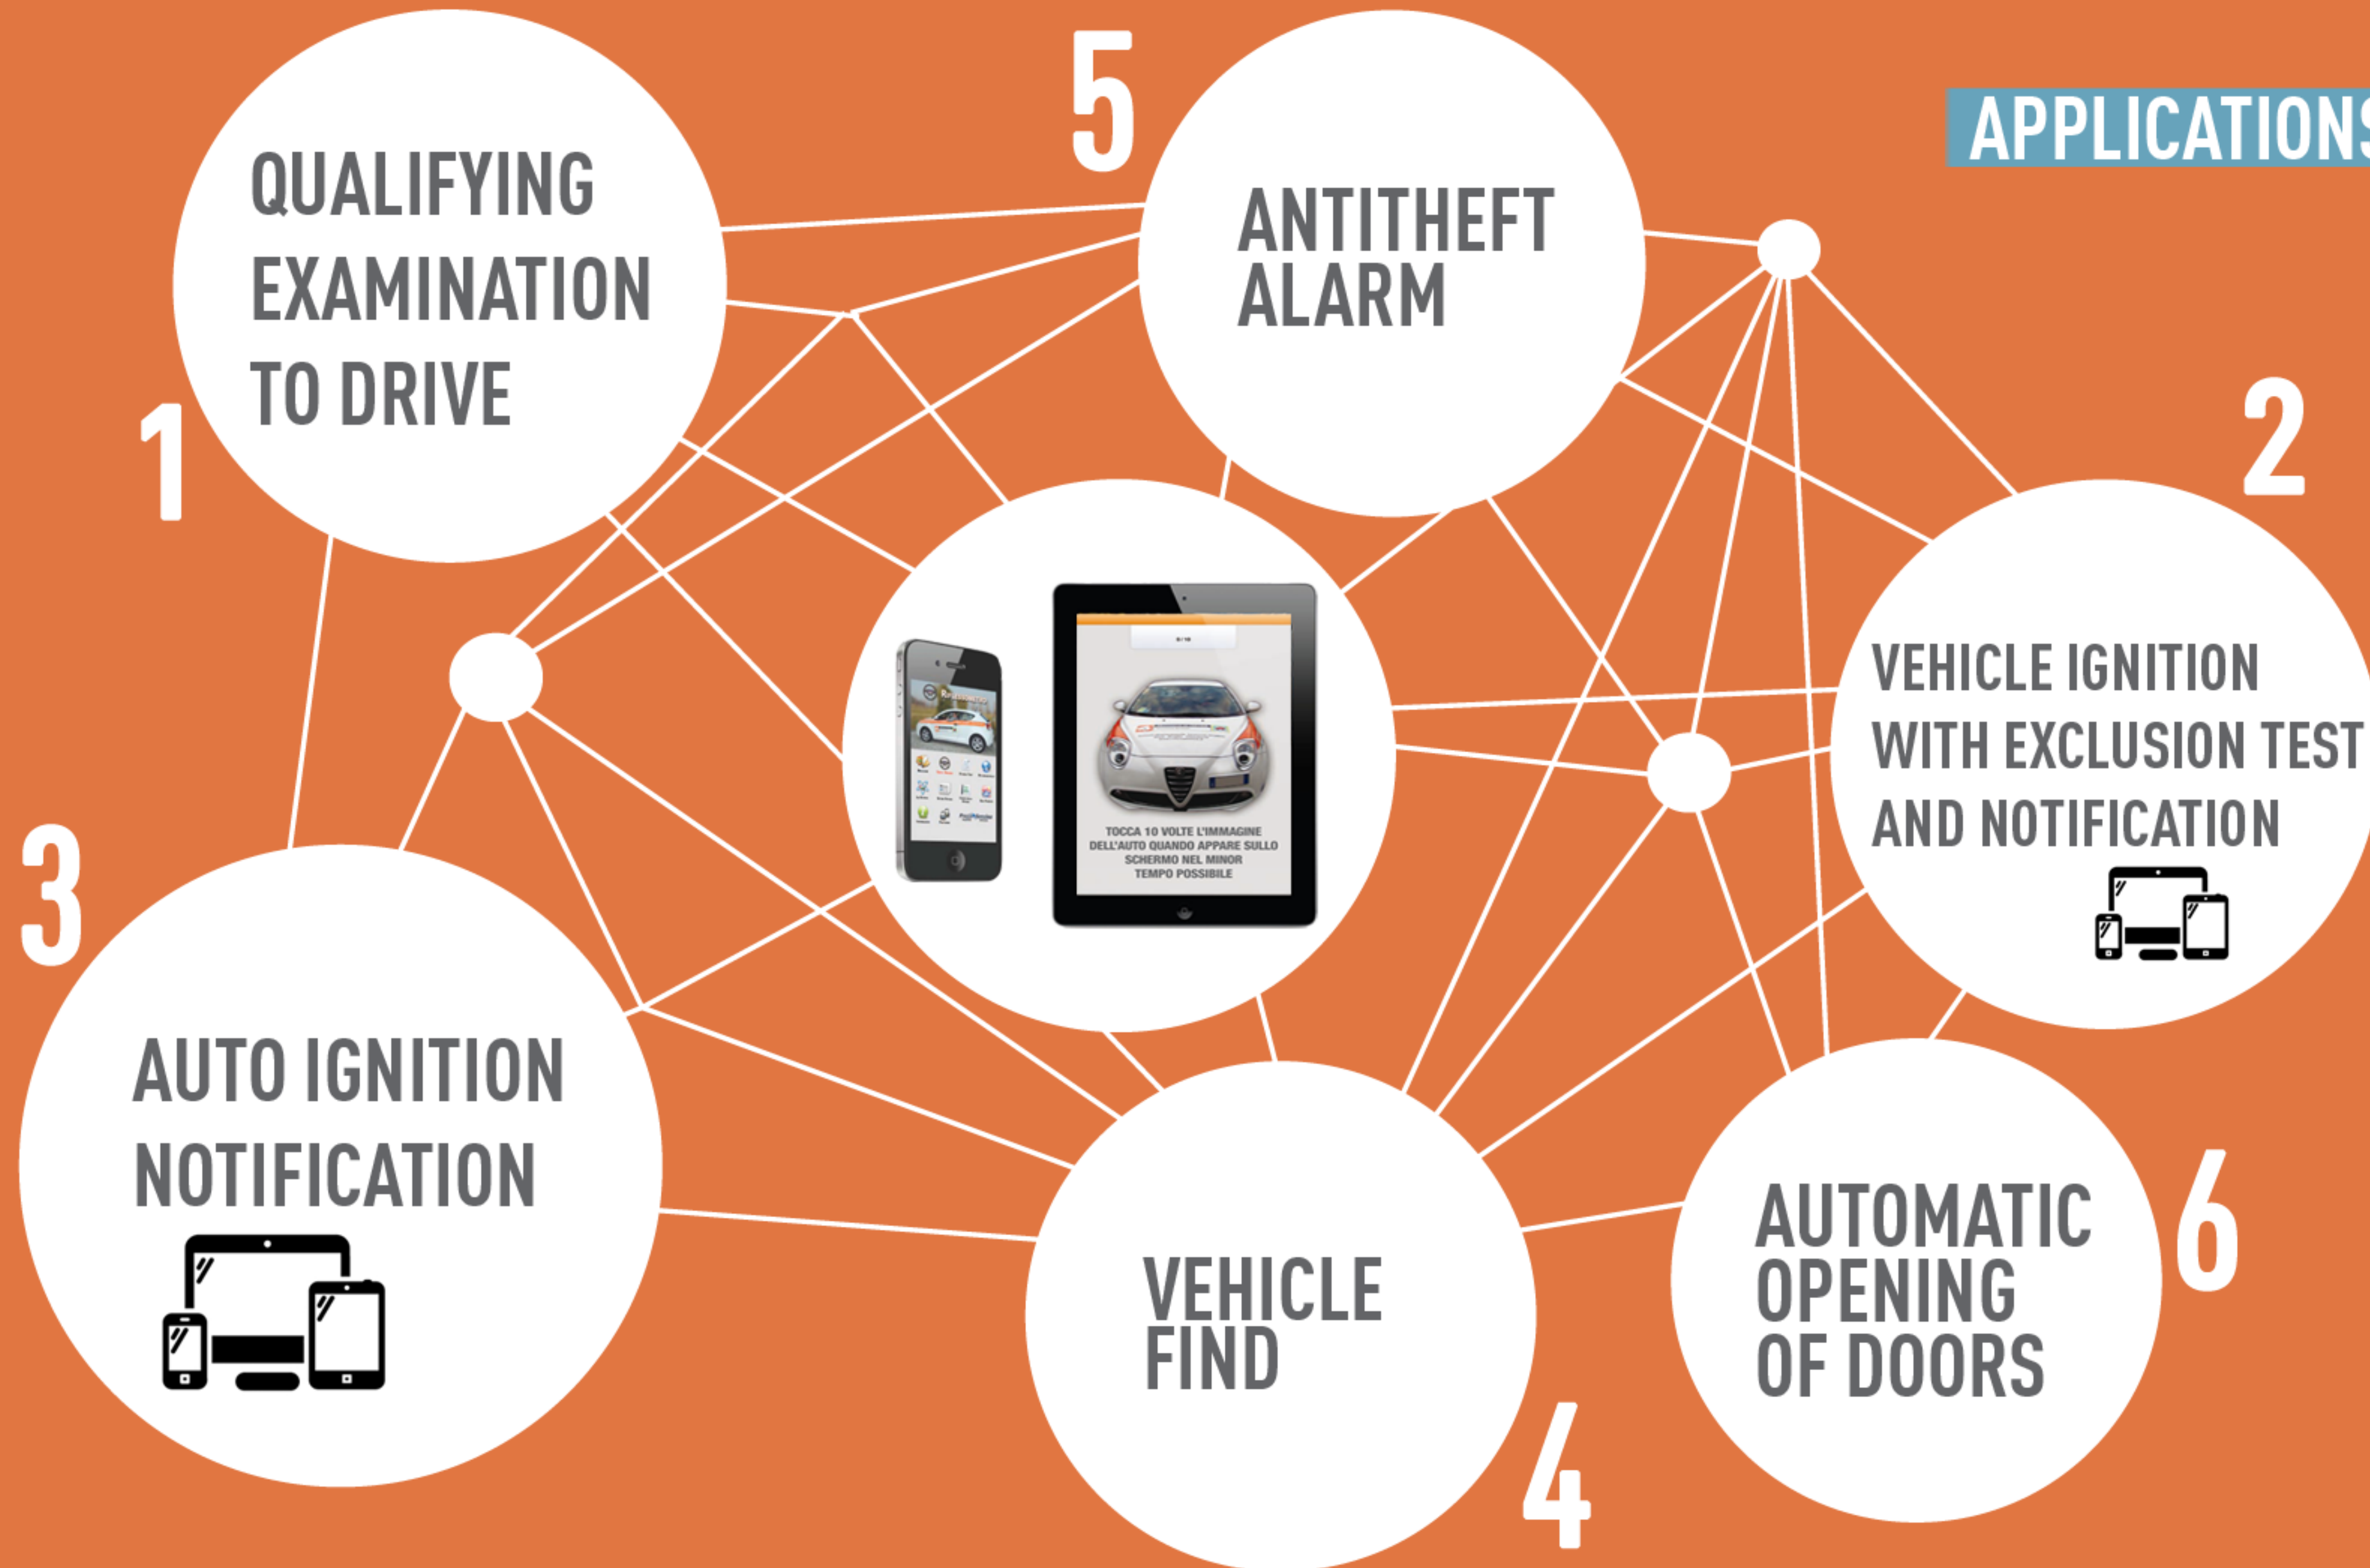 APPLICATIONS
1
QUALIFYING
EXAMINATION
TO DRIVE
5
ANTITHEFT
ALARM
2
VEHICLE IGNITION
WITH EXCLUSION TEST
AND NOTIFICATION
6/10
TOCCA 10 VOLTE L'IMMAGINE
DELL'AUTO QUANDO APPARE SULLO
SCHERMO NEL MINOR
TEMPO POSSIBILE
3
AUTO IGNITION
NOTIFICATION
VEHICLE
FIND
4
AUTOMATIC
OPENING
OF DOORS
6